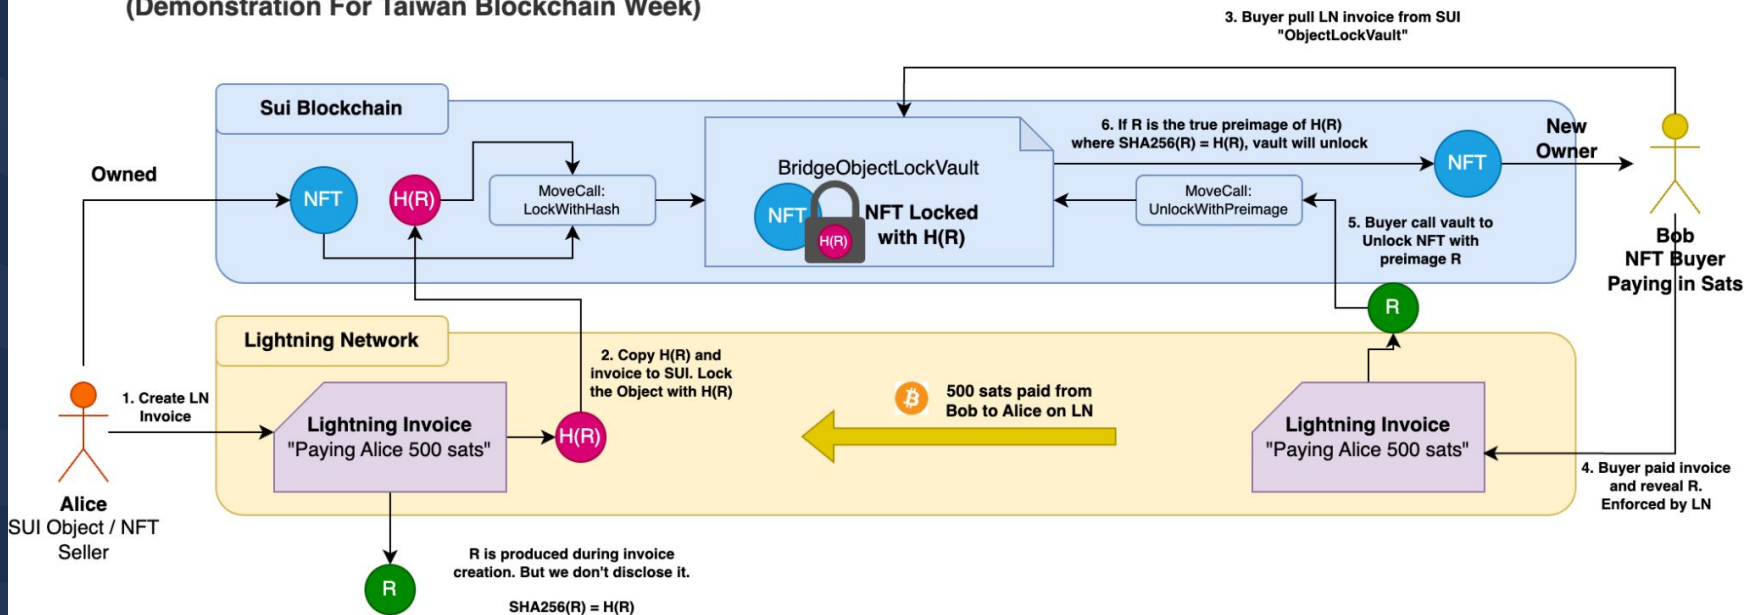 (Demonstration For Taiwan Blockchain Week)
3. Buyer pull LN invoice from SUI
"ObjectLockVault"
Sui Blockchain
Owned
NFT
H(R)
MoveCall:
LockWithHash
BridgeObjectLockVault
NFT
H(R)
NFT Locked
with H(R)
6. If R is the true preimage of H(R)
where SHA256(R) = H(R), vault will unlock
MoveCall:
UnlockWithPreimage
NFT
New
Owner
5. Buyer call vault to
Unlock NFT with
preimage R
Bob
NFT Buyer
Paying in Sats
R
Lightning Network
1. Create LN
Invoice
Lightning Invoice
"Paying Alice 500 sats"
2. Copy H(R) and
invoice to SUI. Lock
the Object with H(R)
H(R)
500 sats paid from
Bob to Alice on LN
Lightning Invoice
"Paying Alice 500 sats"
4. Buyer paid invoice
and reveal R.
Enforced by LN
Alice
SUI Object / NFT
Seller
R
R is produced during invoice
creation. But we don't disclose it.
SHA256(R) = H(R)